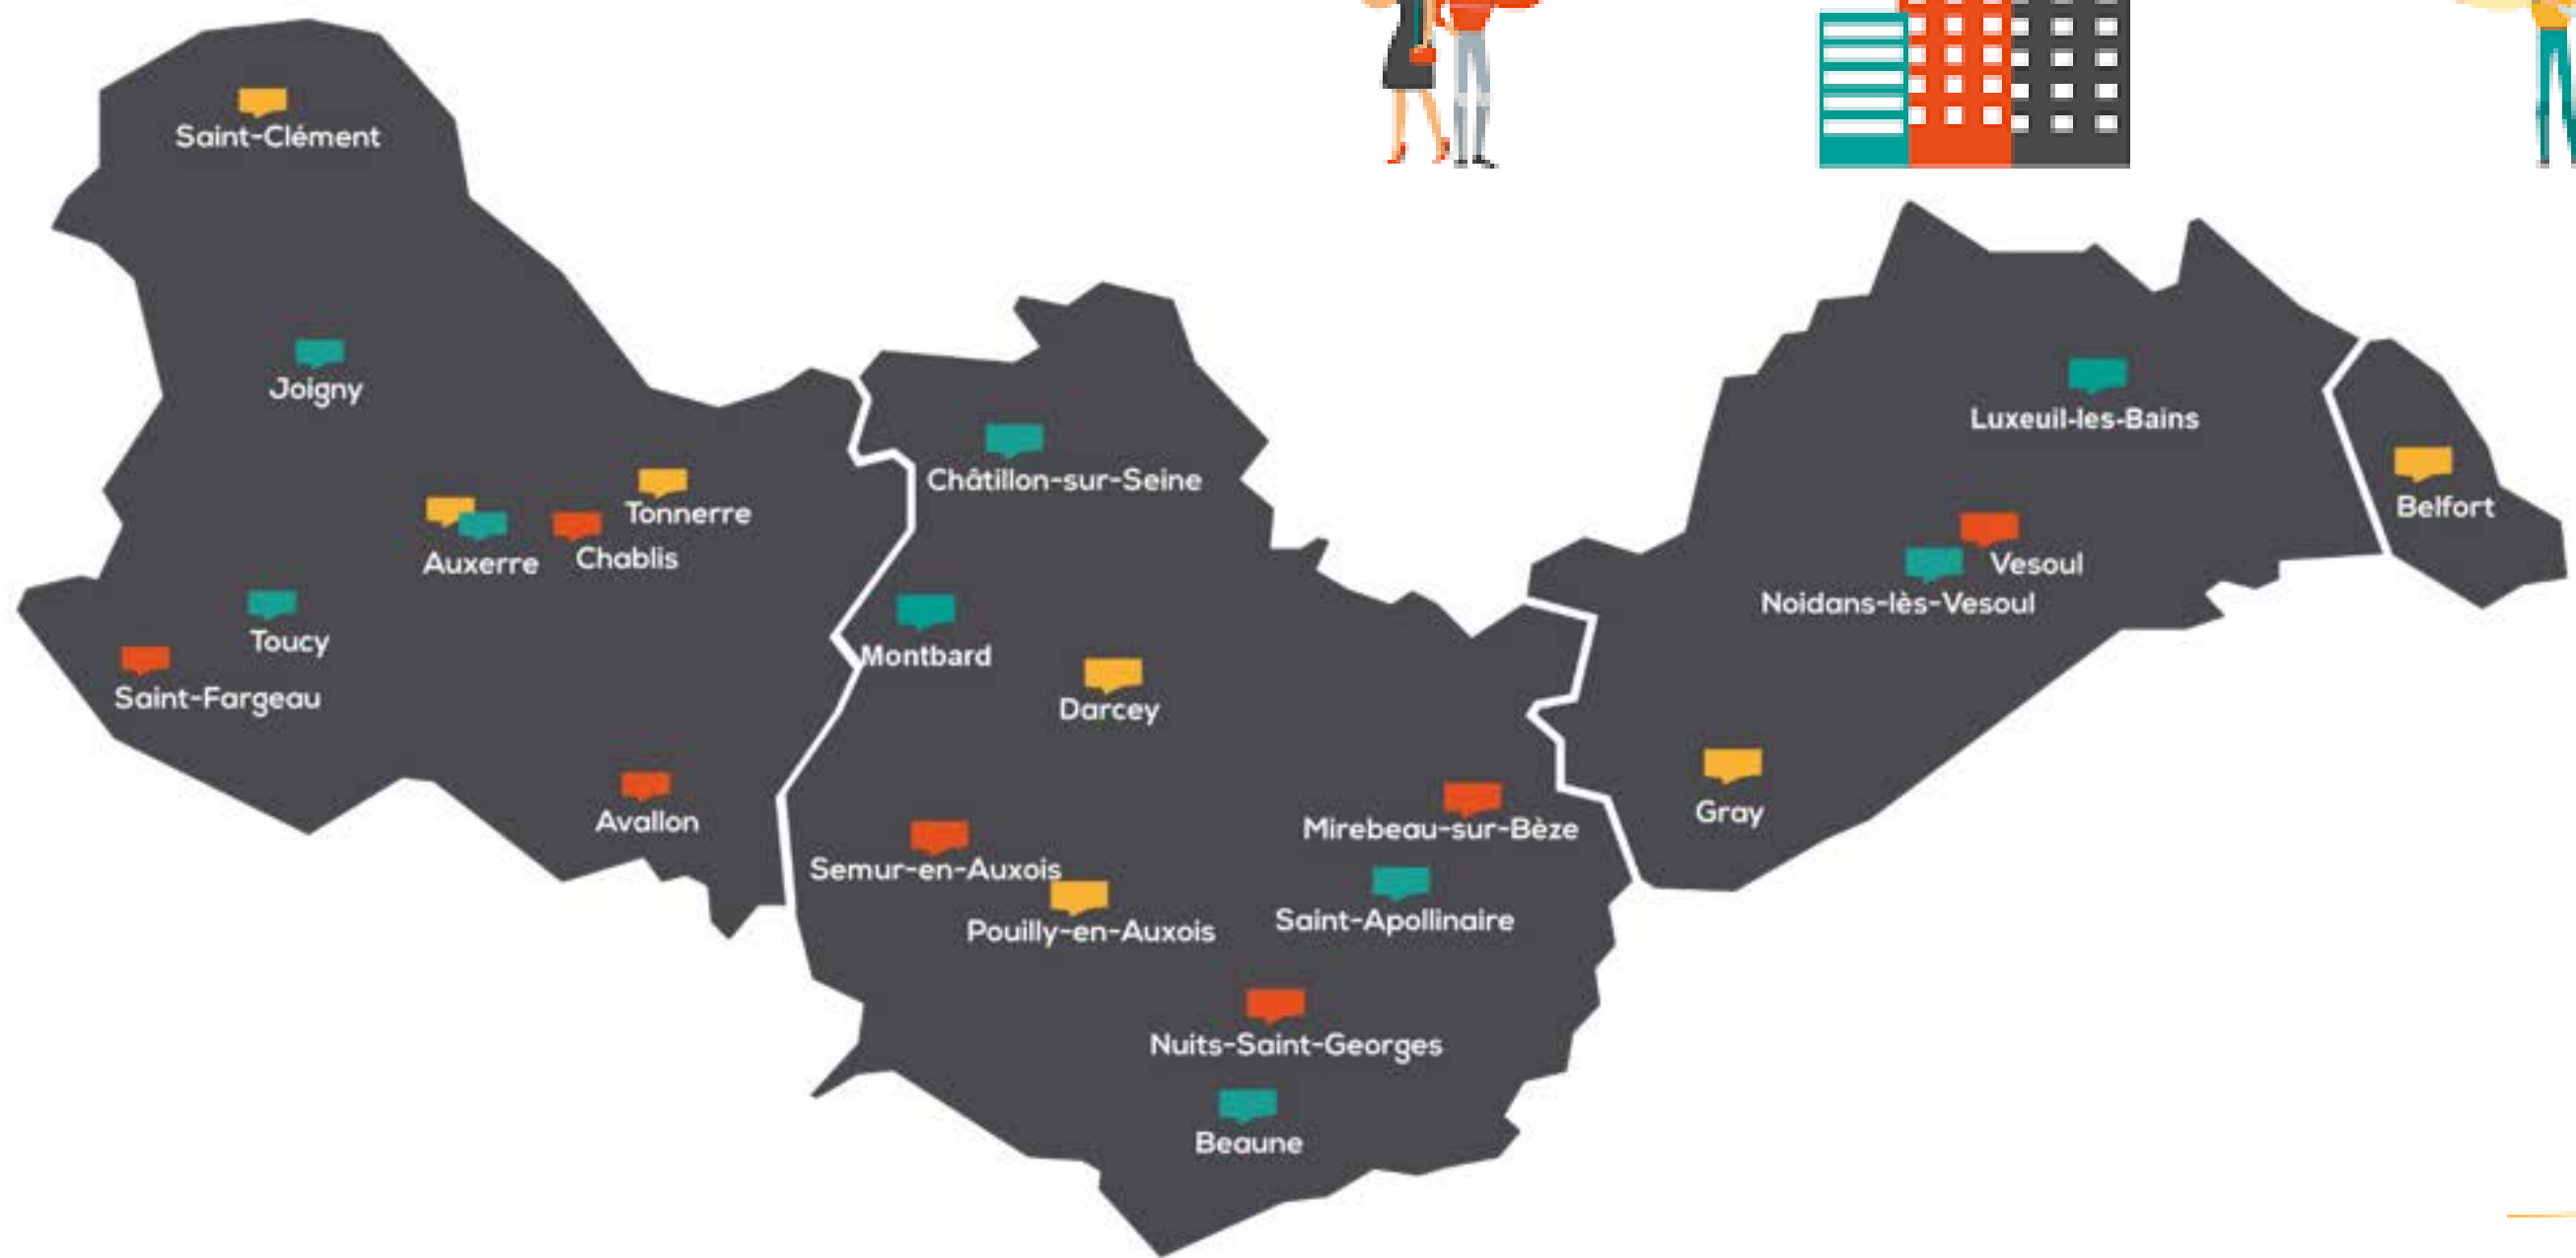 Saint-Clément
Joigny
Tonnerre
Auxerre
Chablis
Toucy
Saint-Fargeau
Avallon
Châtillon-sur-Seine
Montbard
Darcey
Semur-en-Auxois
Pouilly-en-Auxois
Mirebeau-sur-Bèze
Saint-Apollinaire
Nuits-Saint-Georges
Beaune
Luxeuil-les-Bains
Vesoul
Noidans-lès-Vesoul
Gray
Belfort